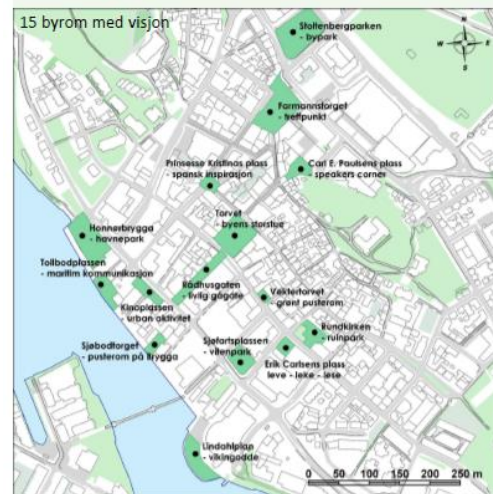 15 byrom med visjon
Stoltenbergparken
- bypark
N
W
E
S
Farmannstorget
- treffpunkt
Prinsesse Kristinas plass
- spansk inspirasjon
Carl E. Paulsens plass
- speakers corner
Torvet
- byens storstue
Honnørbrygga
- havnepark
Tollbodplassen
- maritim kommunikasjon
Rådhusgaten
- livlig gågate
Vektertorvet
- grønt pusterom
Kinoplassen
- urban aktivitet
Rundkirken
- ruinpark
Sjøbodtorget
- pusterom på Brygga
Sjøfartsplassen
- vitenpark
Erik Carlsens plass
leve - leke - lese
Lindahlplan
- vikingodde
0 50 100 150 200 250 m